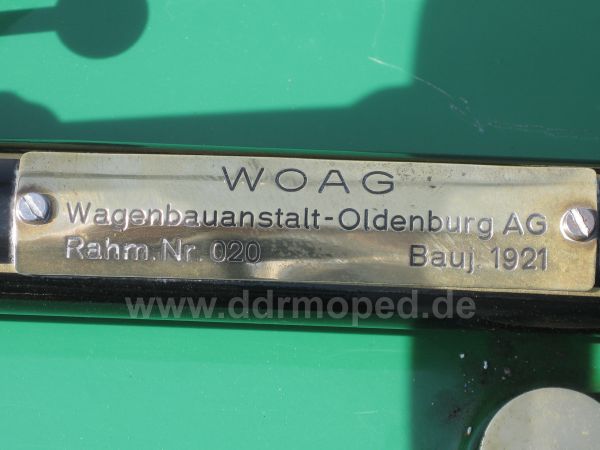 WOAG
Wagenbauanstalt-Oldenburg AG
Rahm. Nr. 020 Bauj. 1921
www.ddrmoped.de